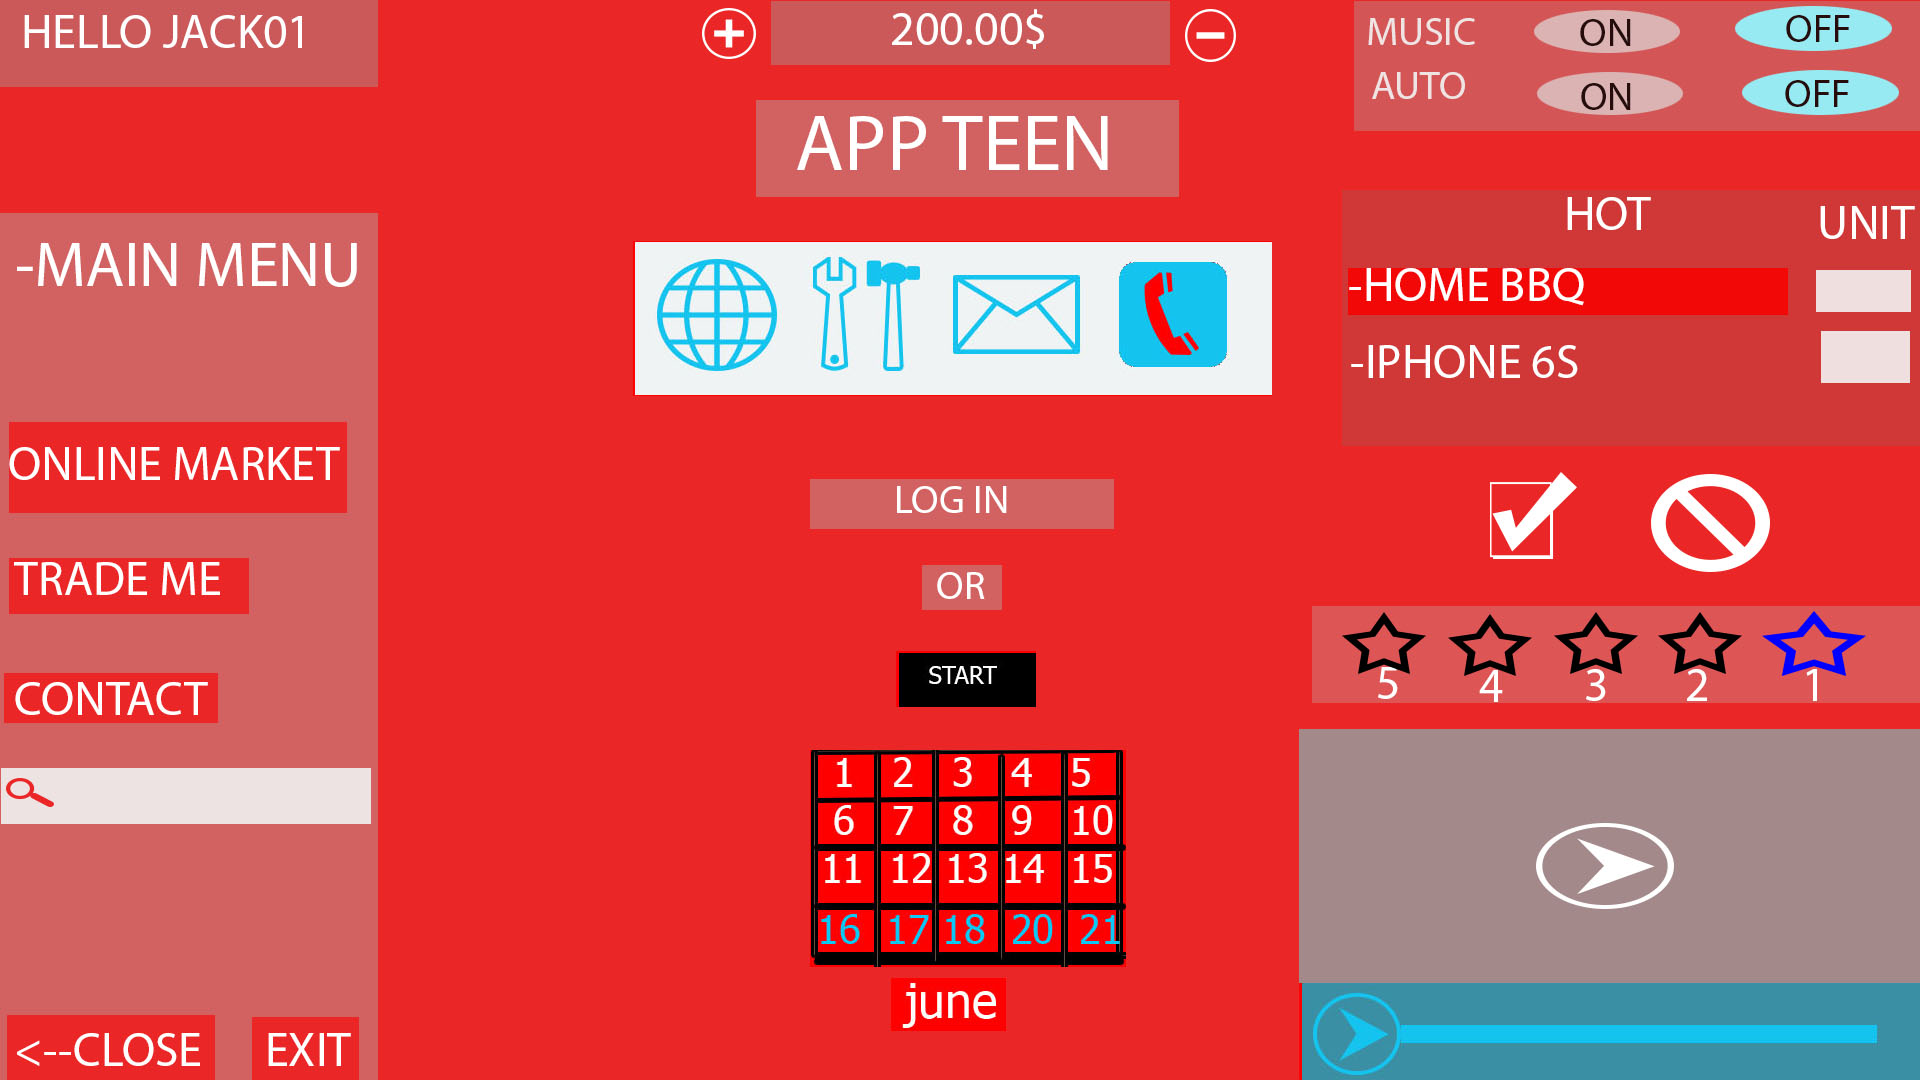 HELLO JACK01
200.00$
MUSIC ON OFF
AUTO ON OFF
APP TEEN
-MAIN MENU
ONLINE MARKET
TRADE ME
CONTACT
<--CLOSE EXIT
LOG IN
OR
START
1 2 3 4 5
6 7 8 9 10
11 12 13 14 15
16 17 18 20 21
june
HOT UNIT
-HOME BBQ
-IPHONE 6S
5 4 3 2 1